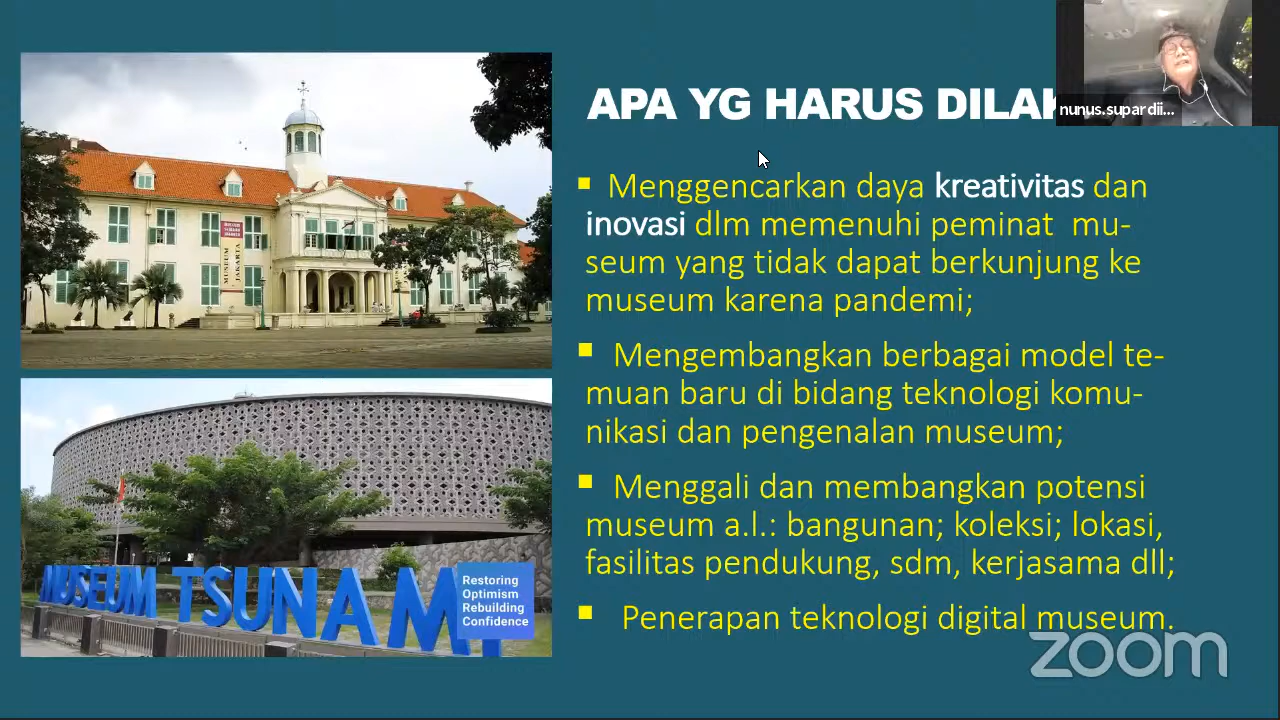 APA YG HARUS DILAK
nunus.supardii...
Menggencarkan daya kreativitas dan
inovasi dlm memenuhi peminat mu-
seum yang tidak dapat berkunjung ke
museum karena pandemi;
Mengembangkan berbagai model te-
muan baru di bidang teknologi komu-
nikasi dan pengenalan museum;
Menggali dan membangkan potensi
museum a.l.: bangunan; koleksi; lokasi,
fasilitas pendukung, sdm, kerjasama dll;
Penerapan teknologi digital museum.
MUSEUM
JAKARTA
MUSEUM TSUNAM
Restoring
Optimism
Rebuilding
Confidence
zoom